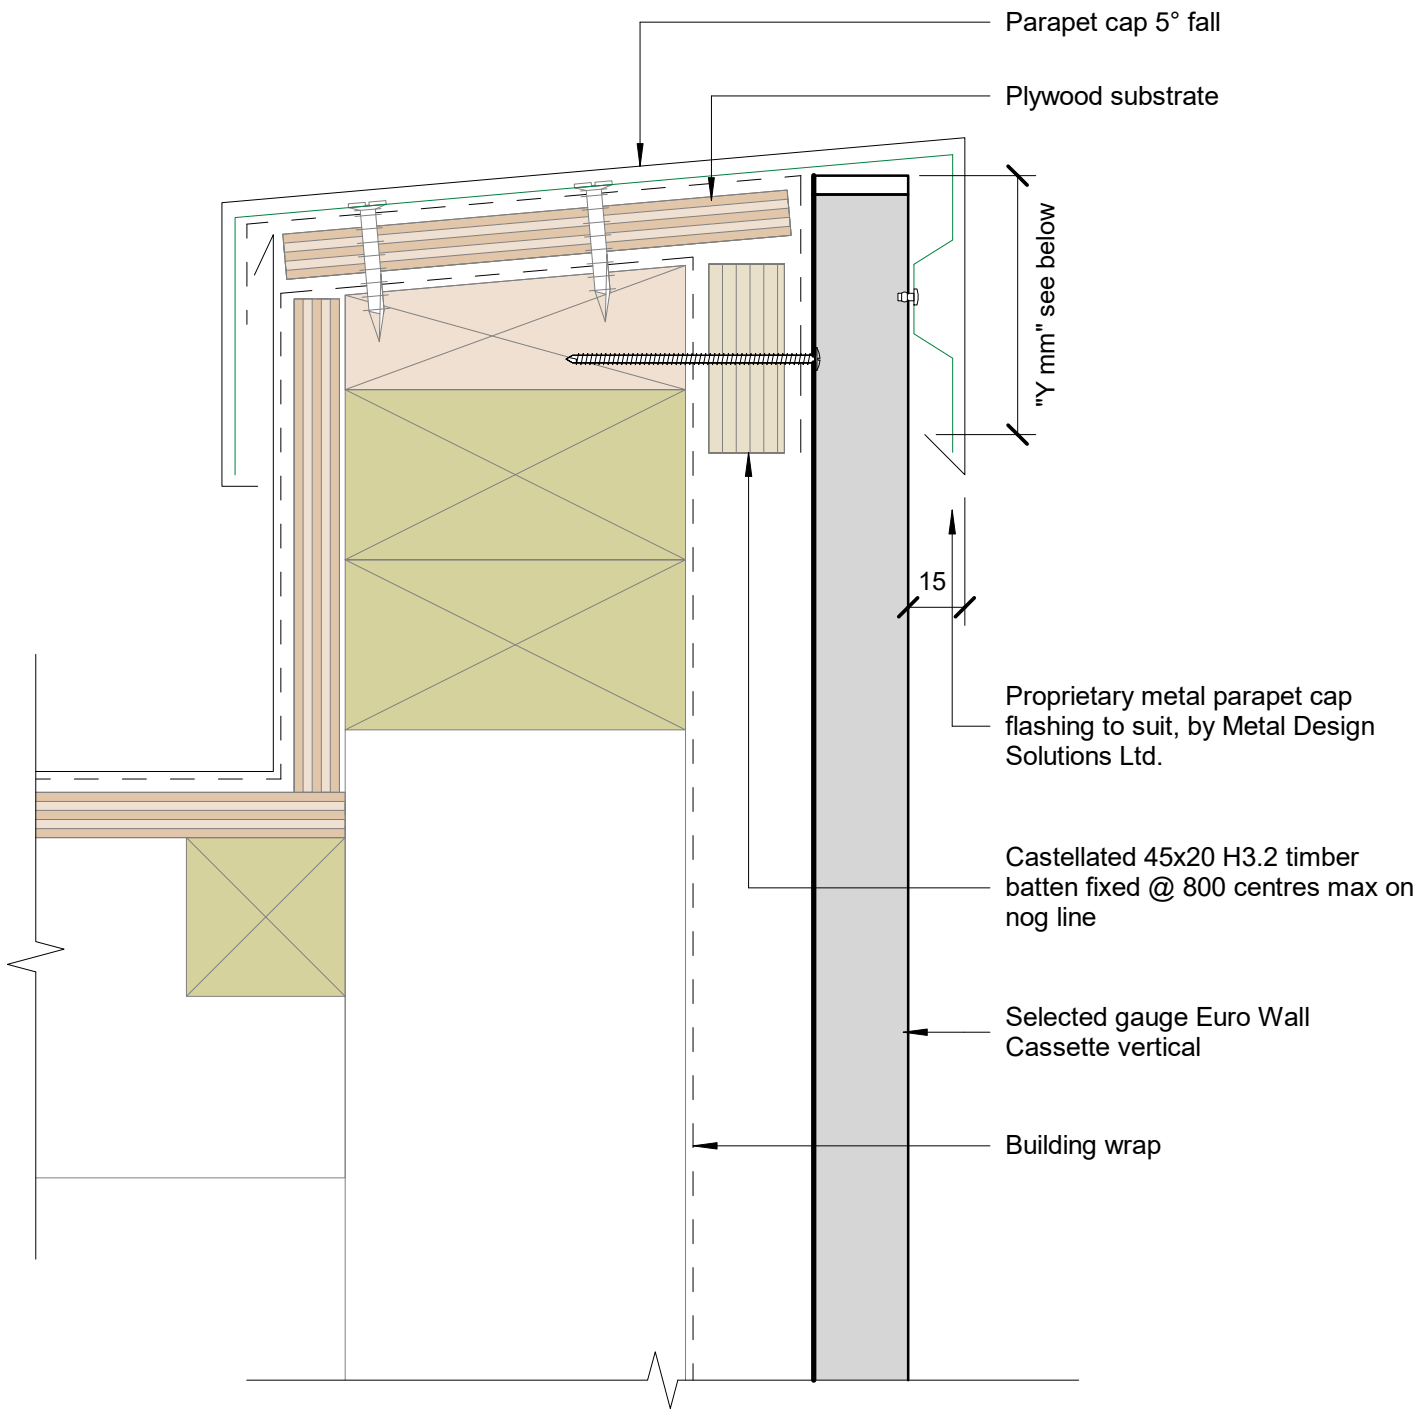 Parapet cap 5° fall
Plywood substrate
"Y mm" see below
15
Proprietary metal parapet cap
flashing to suit, by Metal Design
Solutions Ltd.
Castellated 45x20 H3.2 timber
batten fixed @ 800 centres max on
nog line
Selected gauge Euro Wall
Cassette vertical
Building wrap